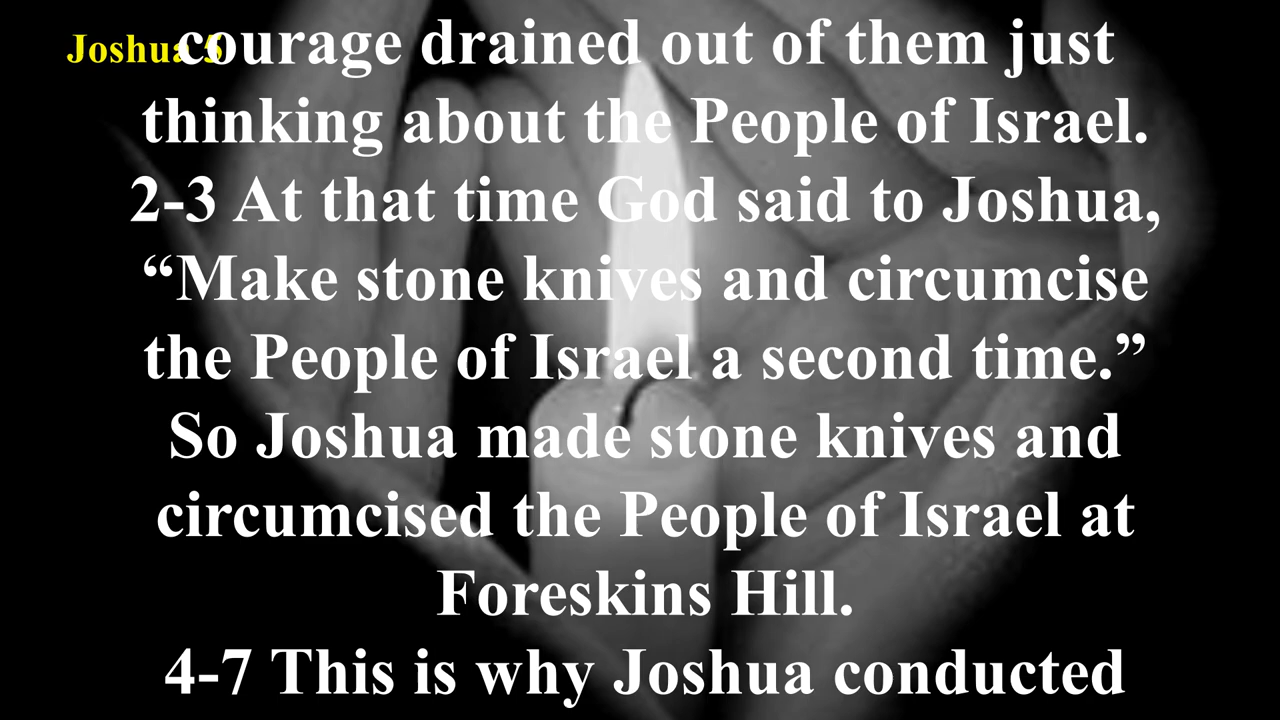 Joshua 5
courage drained out of them just
thinking about the People of Israel.
2-3 At that time God said to Joshua,
“Make stone knives and circumcise
the People of Israel a second time.”
So Joshua made stone knives and
circumcised the People of Israel at
Foreskins Hill.
4-7 This is why Joshua conducted